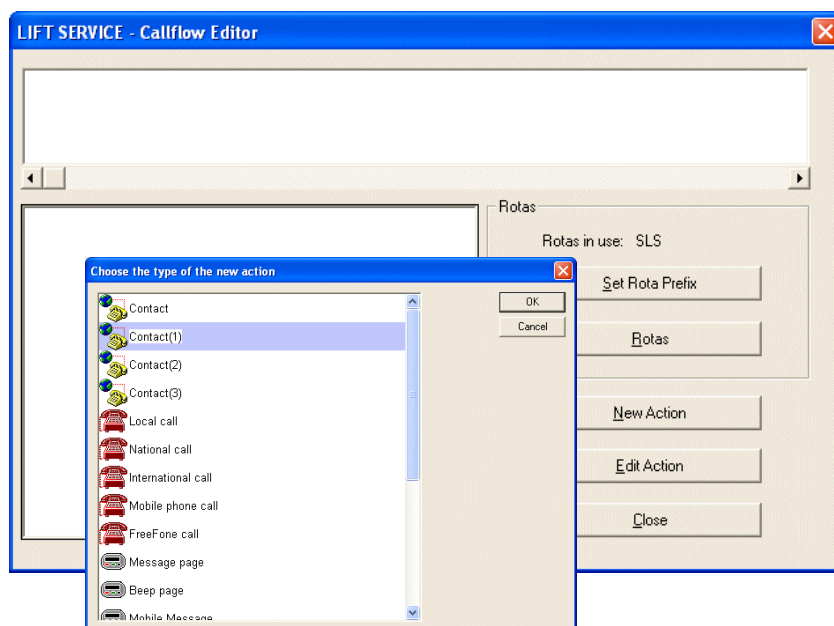 LIFT SERVICE - Callflow Editor
Rotas
Rotas in use: SLS
Set Rota Prefix
Rotas
New Action
Edit Action
Close
Choose the type of the new action
OK
Cancel
Contact
Contact(1)
Contact(2)
Contact(3)
Local call
National call
International call
Mobile phone call
FreeFone call
Message page
Beep page
Mobile Message